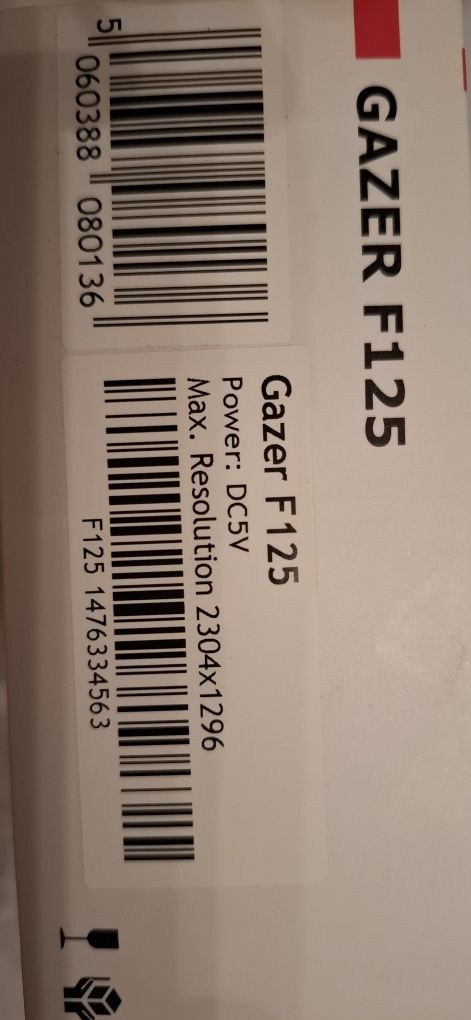 GAZER F125
5 060388 080136
Gazer F125
Power: DC5V
Max. Resolution 2304x1296
F125 1476334563